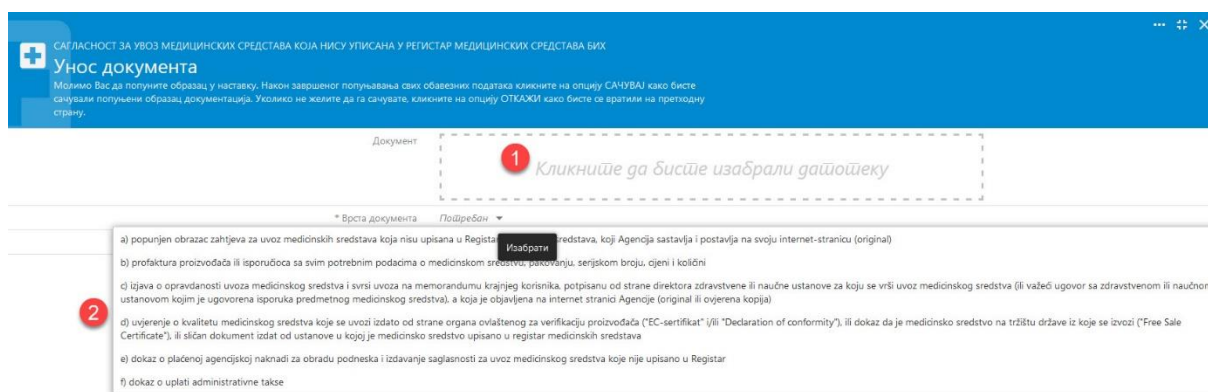 САГЛАСНОСТ ЗА УВОЗ МЕДИЦИНСКИХ СРЕДСТАВА КОЈА НИСУ УПИСАНА У РЕГИСТАР МЕДИЦИНСКИХ СРЕДСТАВА БИХ
Унос документа
Молимо Вас да попуните образац у наставку. Након завршеног попуњавања свих обавезних података кликните на опцију САЧУВАЈ како бисте
сачували попуњени образац документација. Уколико не желите да га сачувате, кликните на опцију ОТКАЖИ како бисте се вратили на претходну
страну.
Документ
1
Кликните да бисте изабрали датотеку
* Врста документа Потребан
a) popunjen obrazac zahtjeva za uvoz medicinskih sredstava koja nisu upisana u Registar sredstava, koji Agencija sastavlja i postavlja na svoju internet-stranicu (original)
Изабрати
b) profaktura proizvođača ili isporučioca sa svim potrebnim podacima o medicinskom sredstvu, pakovanju, serijskom broju, cijeni i količini
c) izjava o opravdanosti uvoza medicinskog sredstva i svrsi uvoza na memorandumu krajnjeg korisnika, potpisanu od strane direktora zdravstvene ili naučne ustanove za koju se vrši uvoz medicinskog sredstva (ili važeći ugovor sa zdravstvenom ili naučnom
ustanovom kojim je ugovorena isporuka predmetnog medicinskog sredstva), a koja je objavljena na internet stranici Agencije (original ili ovjerena kopija)
2
d) uvjerenje o kvalitetu medicinskog sredstva koje se uvozi izdato od strane organa ovlaštenog za verifikaciju proizvođača ("EC-sertifikat" i/ili "Declaration of conformity"), ili dokaz da je medicinsko sredstvo na tržištu države iz koje se izvozi ("Free Sale
Certificate"), ili sličan dokument izdat od ustanove u kojoj je medicinsko sredstvo upisano u registar medicinskih sredstava
e) dokaz o plaćenoj agencijskoj naknadi za obradu podneska i izdavanje saglasnosti za uvoz medicinskog sredstva koje nije upisano u Registar
f) dokaz o uplati administrativne takse